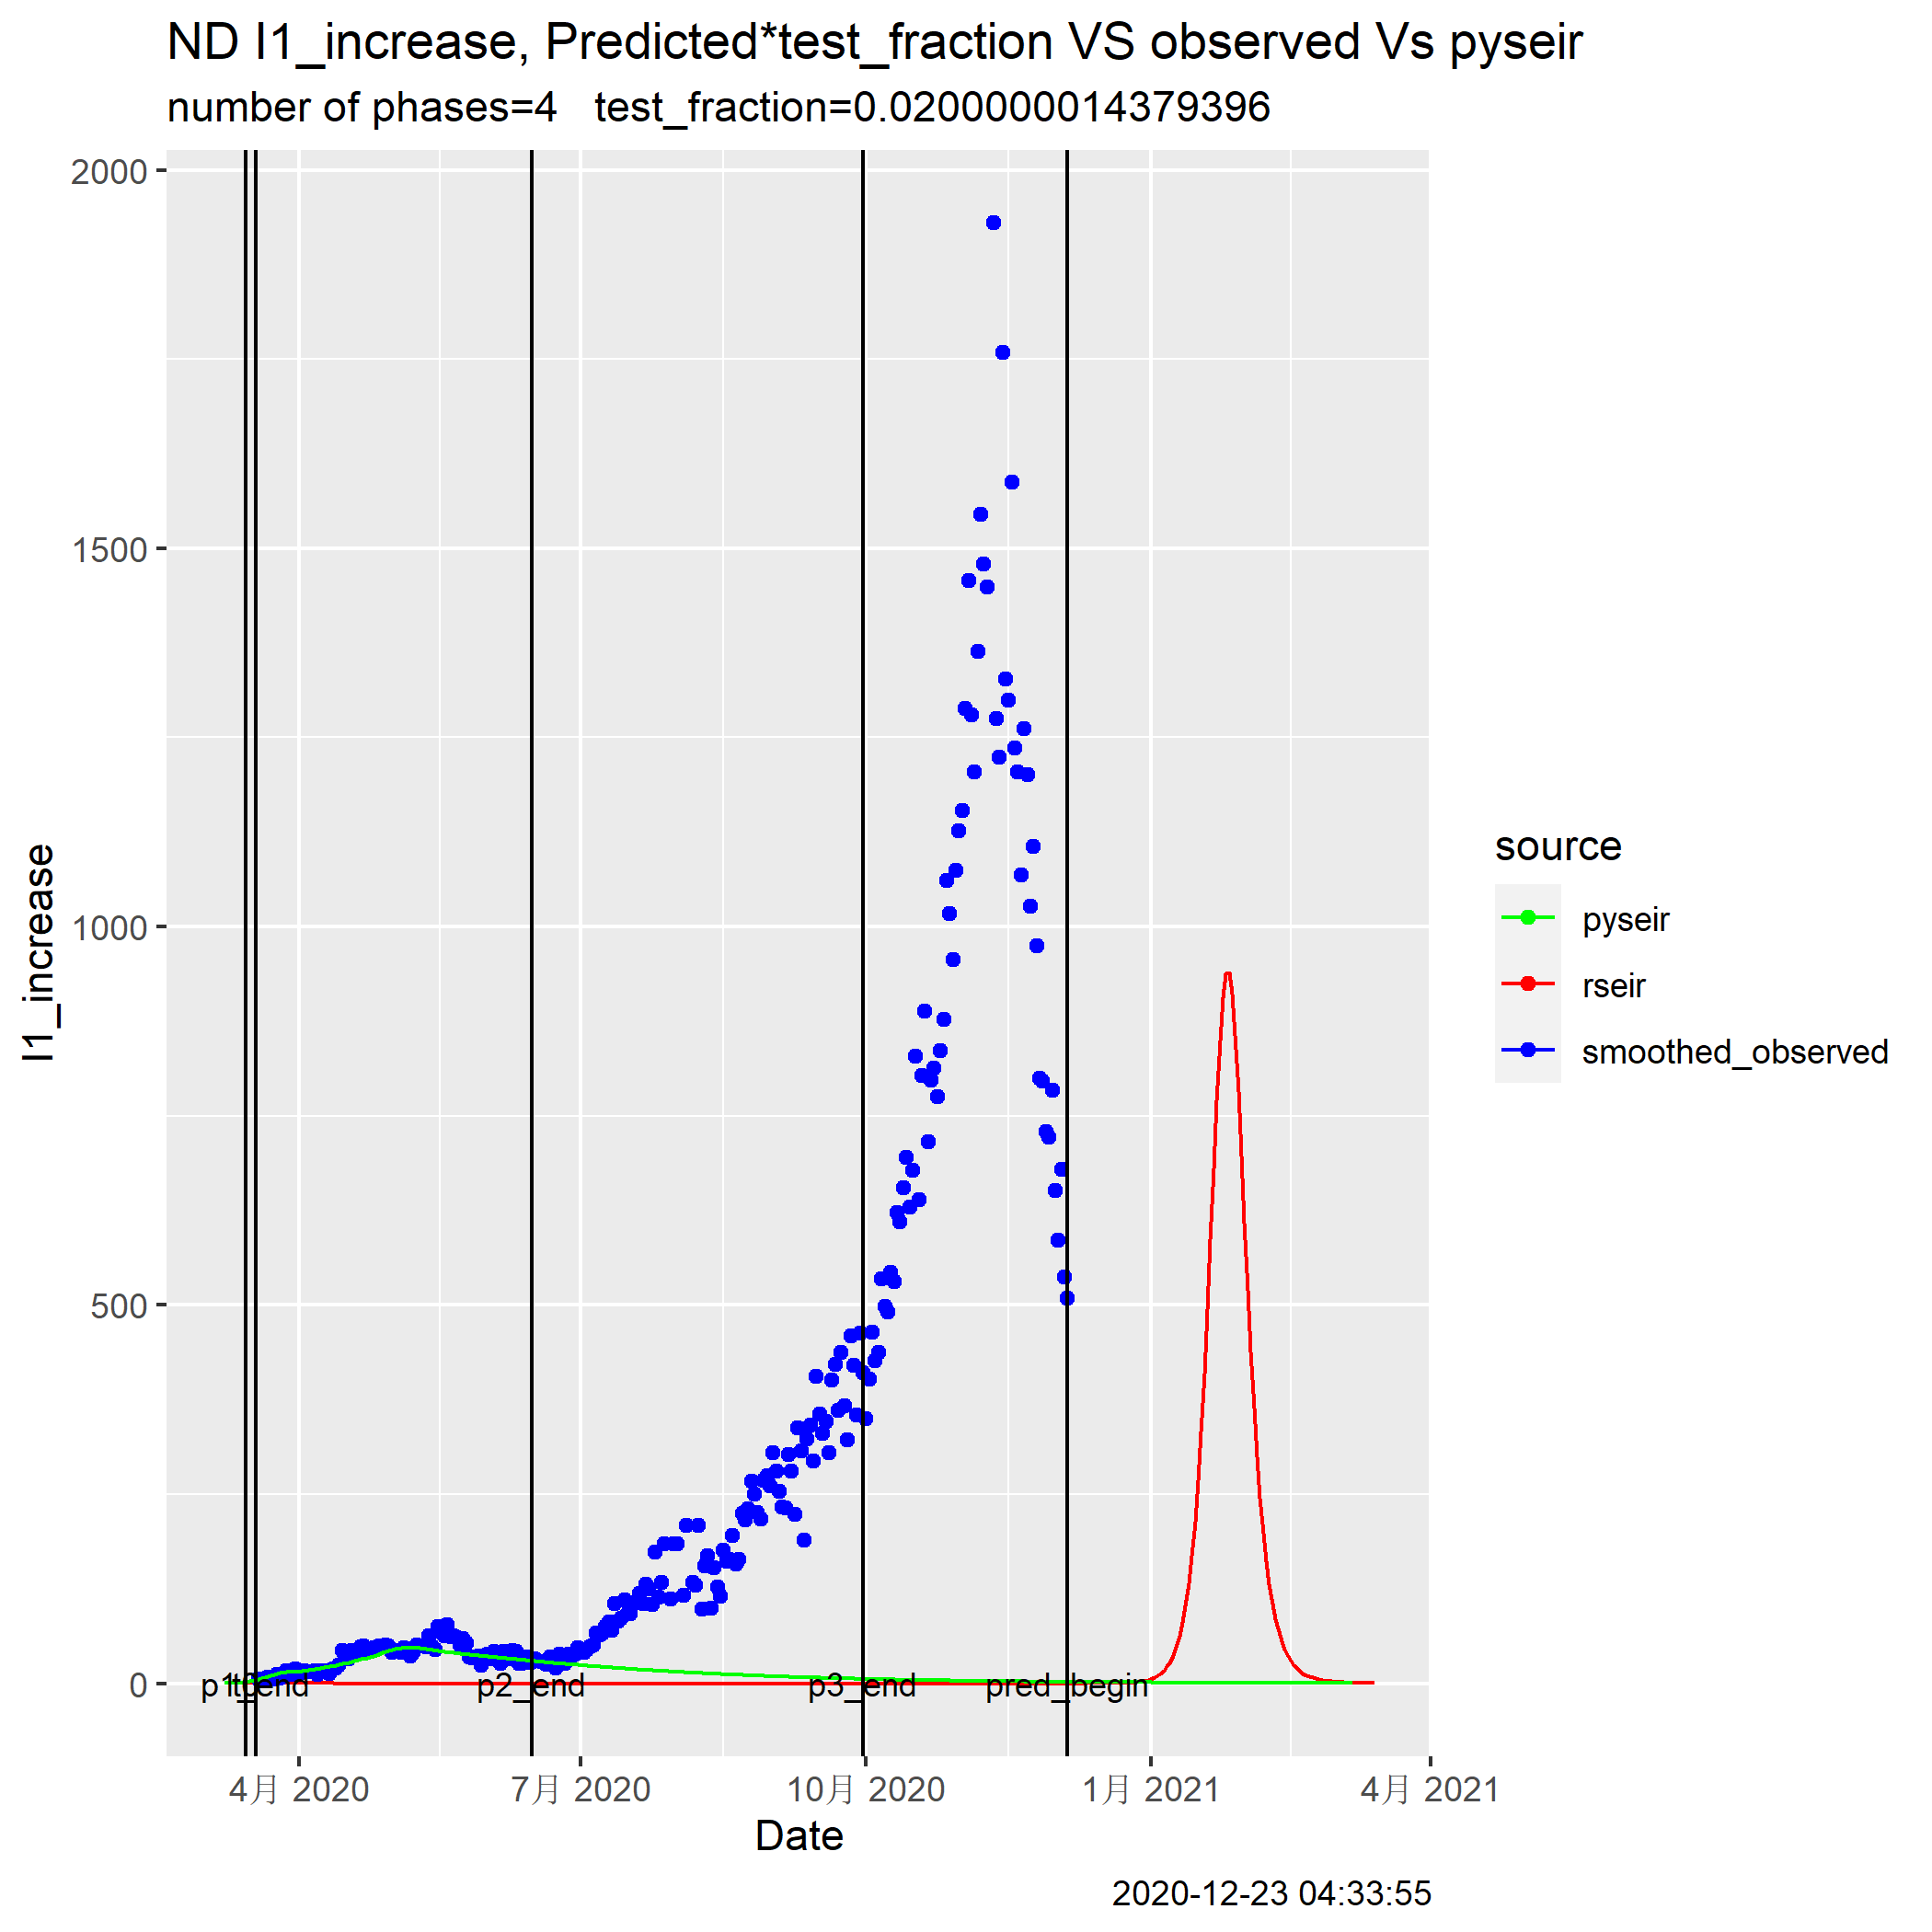 ND I1_increase, Predicted*test_fraction VS observed Vs pyseir
number of phases=4   test_fraction=0.0200000014379396
2000
1500
1000
500
0
I1_increase
p1_end
p2_end
p3_end
pred_begin
4月 2020
7月 2020
10月 2020
1月 2021
4月 2021
Date
source
pyseir
rseir
smoothed_observed
2020-12-23 04:33:55